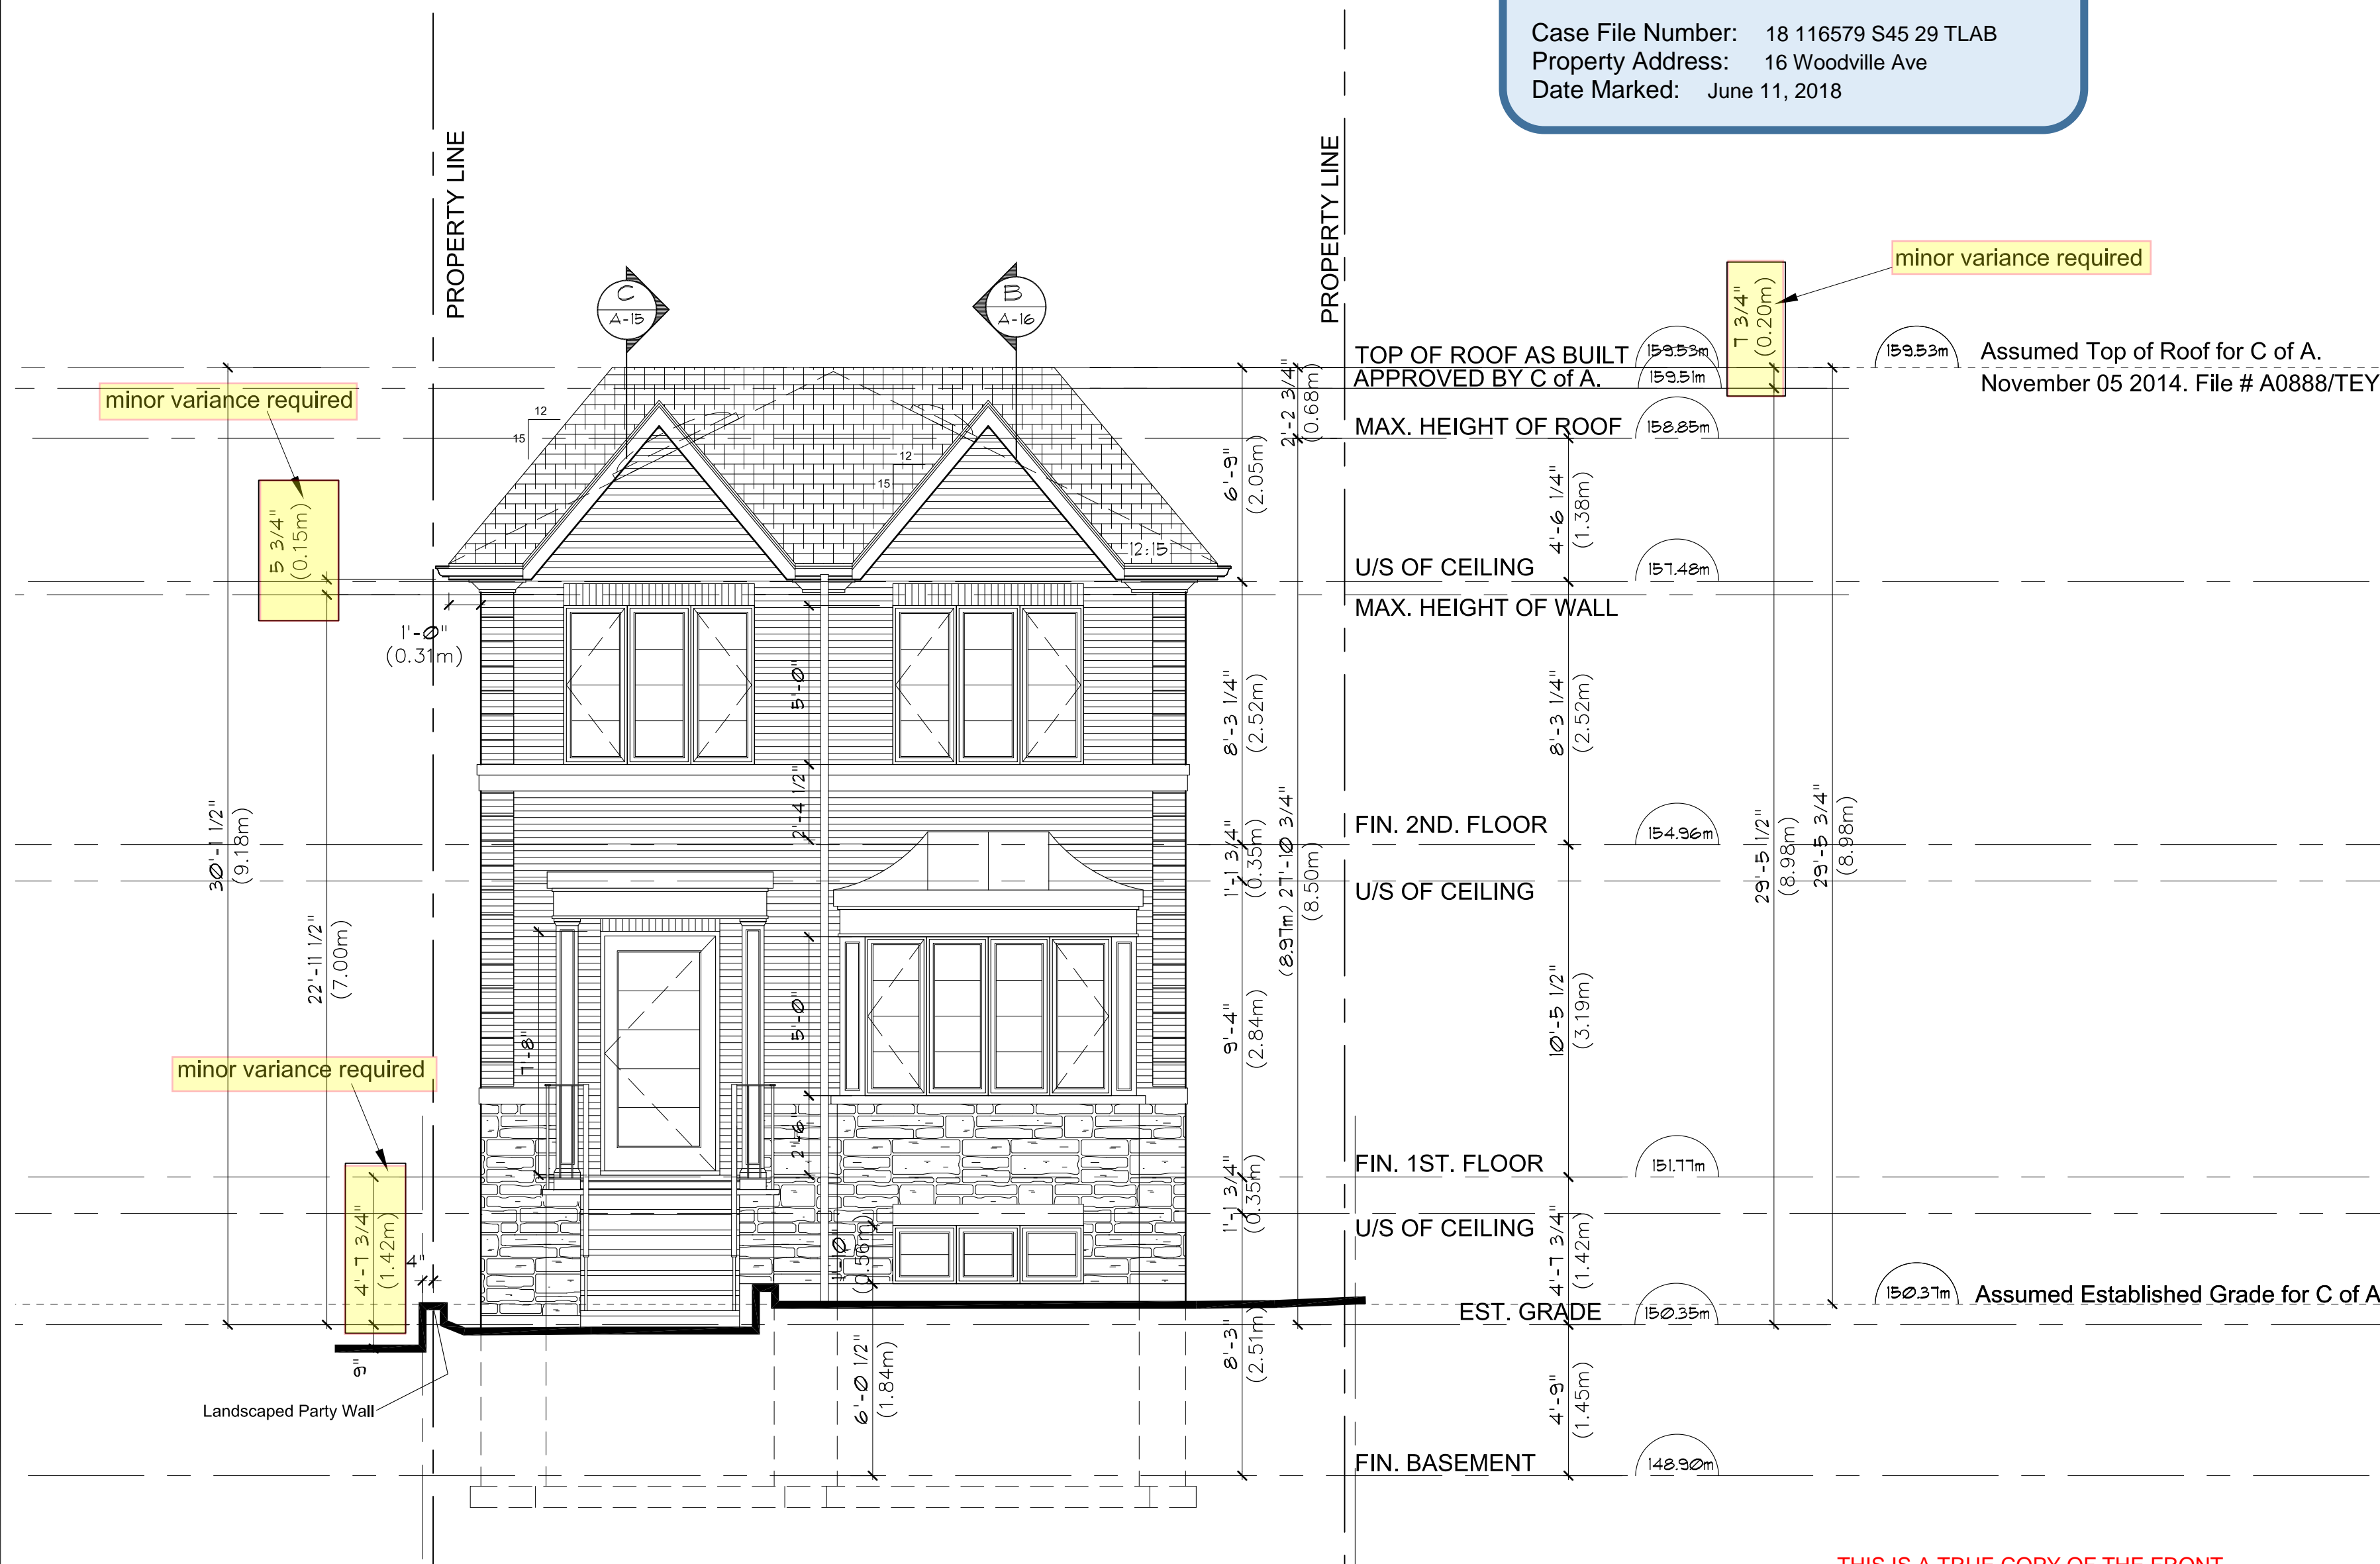 Case File Number: 18 116579 S45 29 TLAB
Property Address: 16 Woodville Ave
Date Marked: June 11, 2018
PROPERTY LINE
PROPERTY LINE
minor variance required
7 3/4"
(0.20m)
C
A-15
B
A-16
TOP OF ROOF AS BUILT
159.53m
159.53m
Assumed Top of Roof for C of A.
APPROVED BY C of A.
159.51m
November 05 2014. File # A0888/TEY
minor variance required
MAX. HEIGHT OF ROOF
158.85m
2'-2 3/4"
(0.68m)
12
15
12
15
12:15
6'-9"
(2.05m)
4'-6 1/4"
(1.38m)
5 3/4"
(0.15m)
U/S OF CEILING
157.48m
MAX. HEIGHT OF WALL
1'-0"
(0.31m)
5'-0"
8'-3 1/4"
(2.52m)
8'-3 1/4"
(2.52m)
2'-4 1/2"
30'-1 1/2"
(9.18m)
FIN. 2ND. FLOOR
154.96m
1'-1 3/4"
(0.35m)
(8.97m) 27'-10 3/4"
(8.50m)
29'-5 1/2"
(8.98m)
29'-5 3/4"
(8.98m)
U/S OF CEILING
22'-11 1/2"
(7.00m)
7'-8"
5'-0"
9'-4"
(2.84m)
10'-5 1/2"
(3.19m)
minor variance required
2'-6"
FIN. 1ST. FLOOR
151.77m
1'-1 3/4"
(0.35m)
U/S OF CEILING
4'-7 3/4"
(1.42m)
4"
1'-10"
(0.56m)
4'-7 3/4"
(1.42m)
150.37m
Assumed Established Grade for C of A
EST. GRADE
150.35m
9"
8'-3"
(2.51m)
6'-0 1/2"
(1.84m)
4'-9"
(1.45m)
Landscaped Party Wall
FIN. BASEMENT
148.90m
THIS IS A TRUE COPY OF THE FRONT